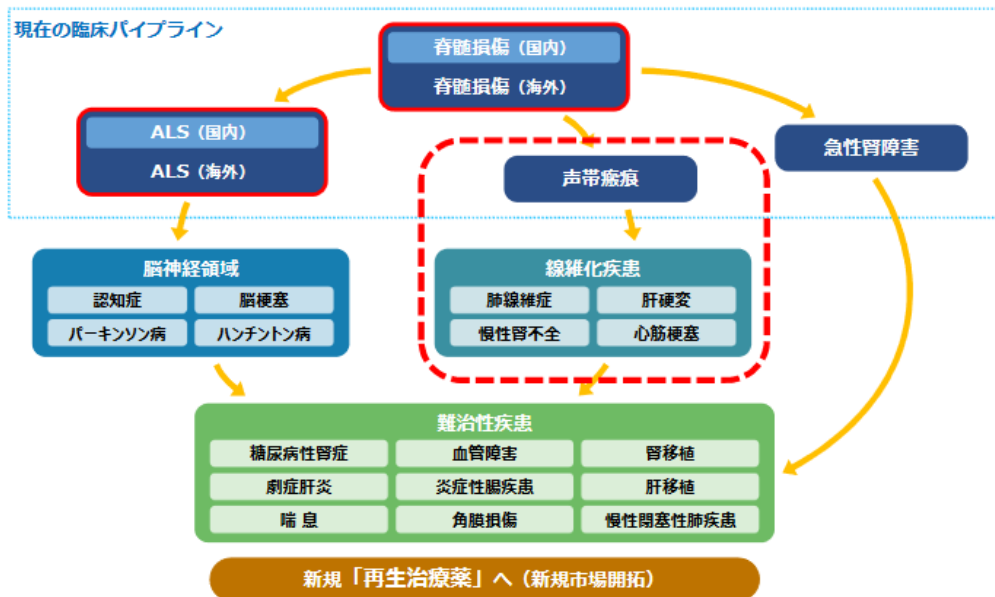 現在の臨床パイプライン
脊髄損傷（国内）
脊髄損傷（海外）
ALS（国内）
ALS（海外）
声帯瘢痕
急性腎障害
脳神経領域
認知症
脳梗塞
パーキンソン病
ハンチントン病
線維化疾患
肺線維症
肝硬変
慢性腎不全
心筋梗塞
難治性疾患
糖尿病性腎症
血管障害
腎移植
劇症肝炎
炎症性腸疾患
肝移植
喘 息
角膜損傷
慢性閉塞性肺疾患
新規「再生治療薬」へ（新規市場開拓）